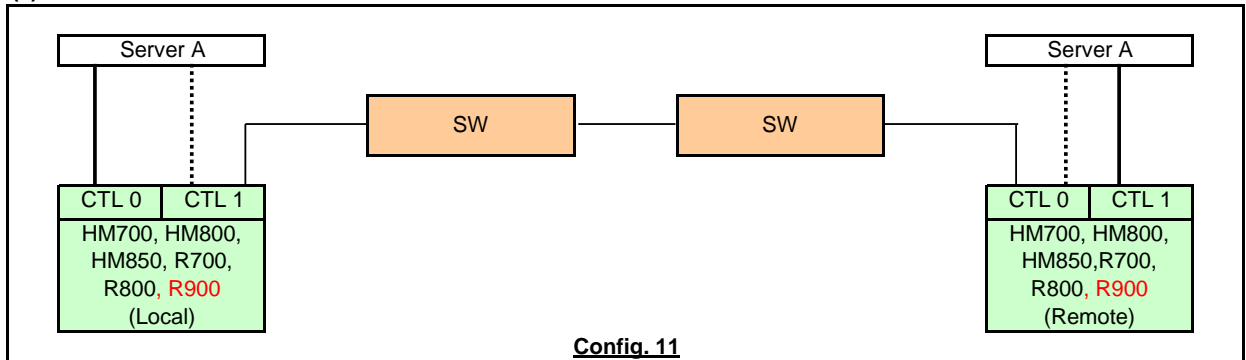 Server A
Server A
SW
SW
CTL 0
CTL 1
HM700, HM800,
HM850, R700,
R800, R900
(Local)
CTL 0
CTL 1
HM700, HM800,
HM850,R700,
R800, R900
(Remote)
Config. 11